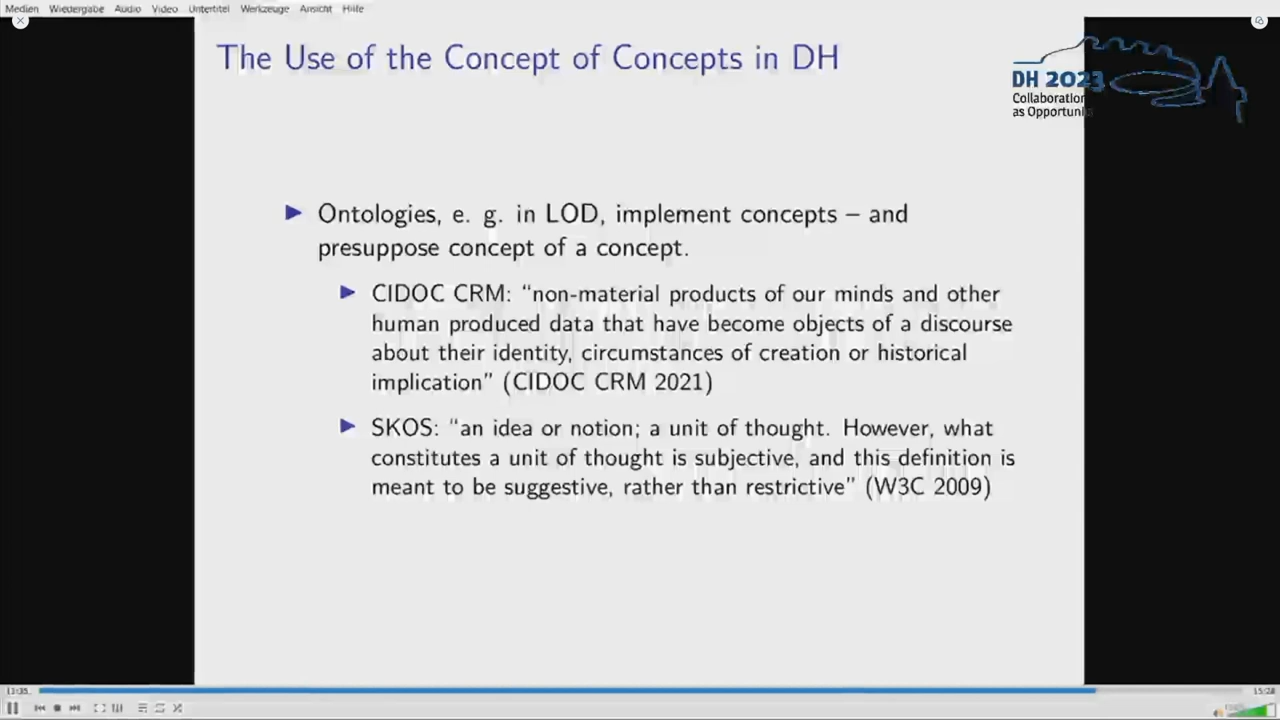 Medien Wiedergabe Audio Video Untertitel Werkzeuge Ansicht Hilfe
The Use of the Concept of Concepts in DH
DH 2023
Collaboration
as Opportunity
▶ Ontologies, e. g. in LOD, implement concepts – and
presuppose concept of a concept.
▶ CIDOC CRM: “non-material products of our minds and other
human produced data that have become objects of a discourse
about their identity, circumstances of creation or historical
implication” (CIDOC CRM 2021)
▶ SKOS: “an idea or notion; a unit of thought. However, what
constitutes a unit of thought is subjective, and this definition is
meant to be suggestive, rather than restrictive” (W3C 2009)
15:28